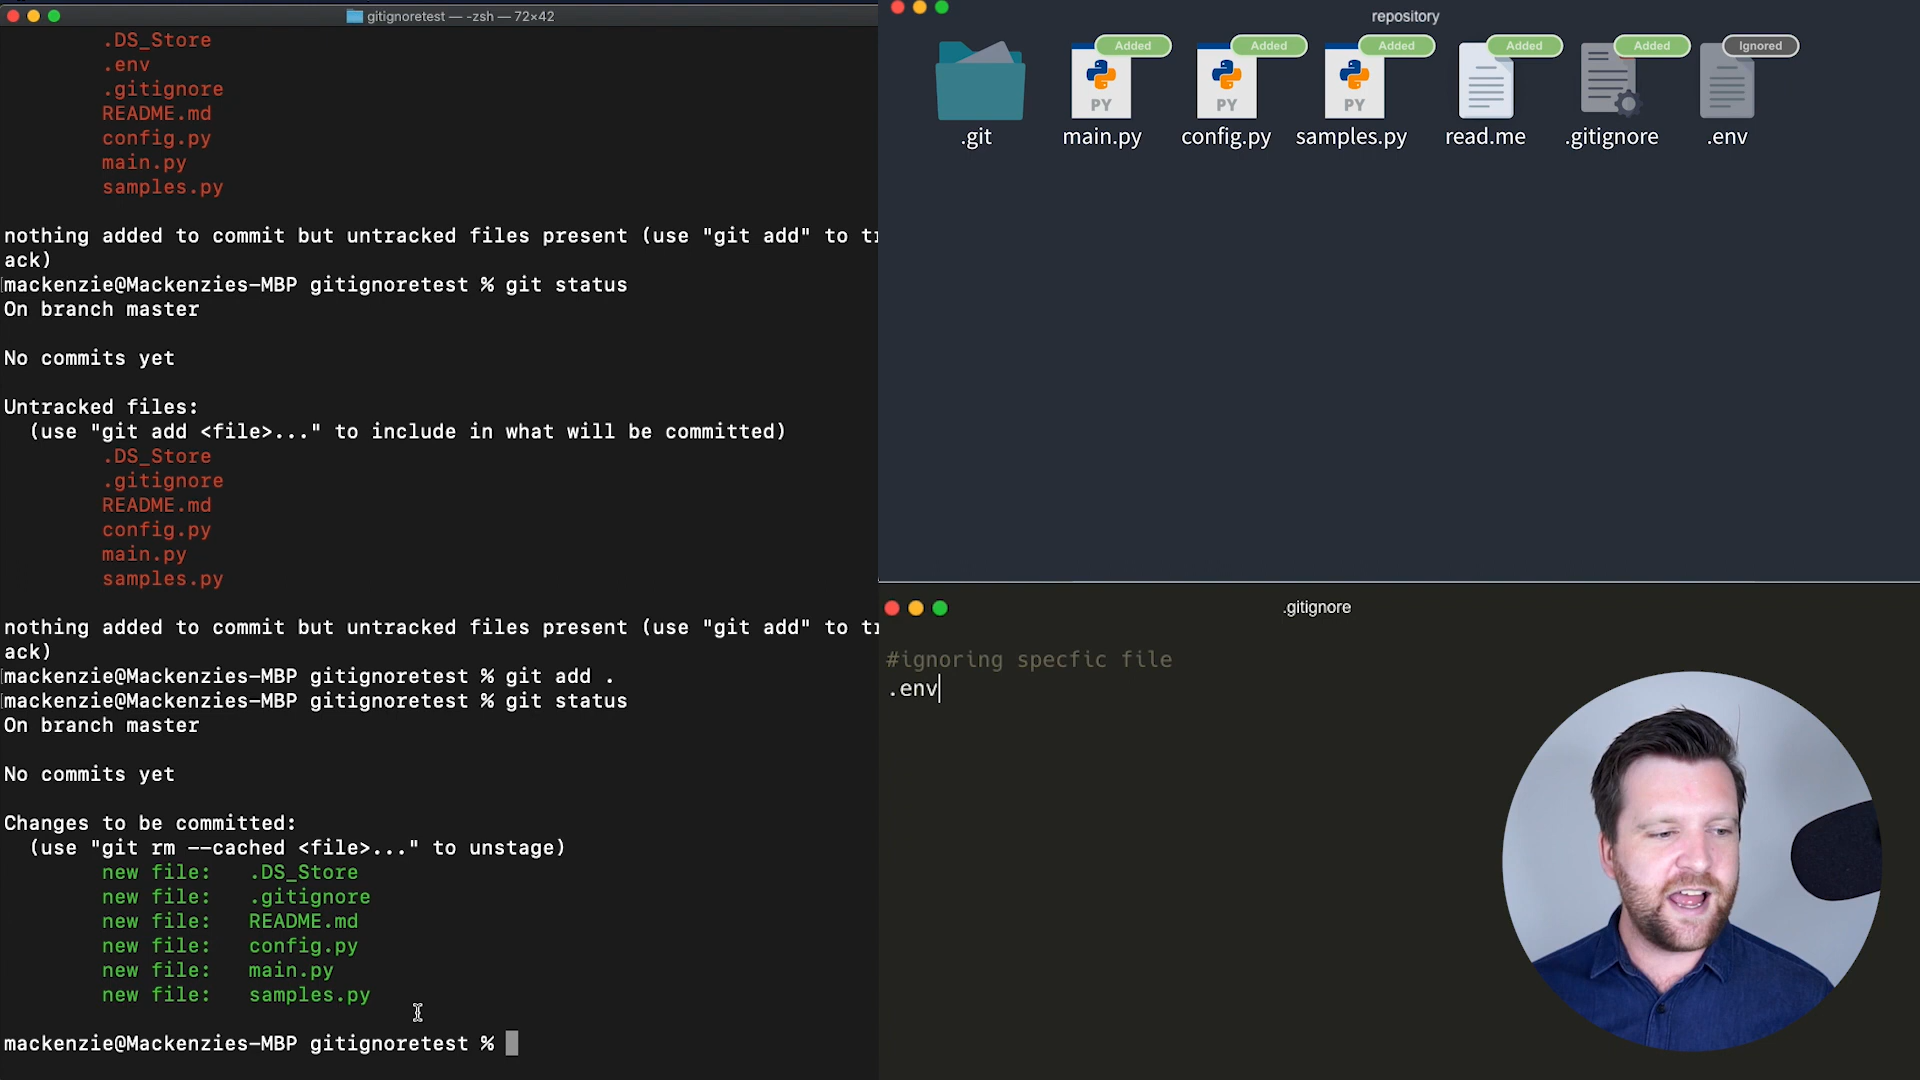 gitignoretest — -zsh — 72×42
.DS_Store
.env
.gitignore
README.md
config.py
main.py
samples.py
nothing added to commit but untracked files present (use "git add" to tr
ack)
[mackenzie@Mackenzies-MBP gitignoretest % git status
On branch master
No commits yet
Untracked files:
(use "git add <file>..." to include in what will be committed)
.DS_Store
.gitignore
README.md
config.py
main.py
samples.py
nothing added to commit but untracked files present (use "git add" to tr
ack)
[mackenzie@Mackenzies-MBP gitignoretest % git add .
[mackenzie@Mackenzies-MBP gitignoretest % git status
On branch master
No commits yet
Changes to be committed:
(use "git rm --cached <file>..." to unstage)
new file: .DS_Store
new file: .gitignore
new file: README.md
new file: config.py
new file: main.py
new file: samples.py
mackenzie@Mackenzies-MBP gitignoretest %
repository
Added Added Added Added Added Ignored
PY PY PY
.git main.py config.py samples.py read.me .gitignore .env
.gitignore
#ignoring specfic file
.env